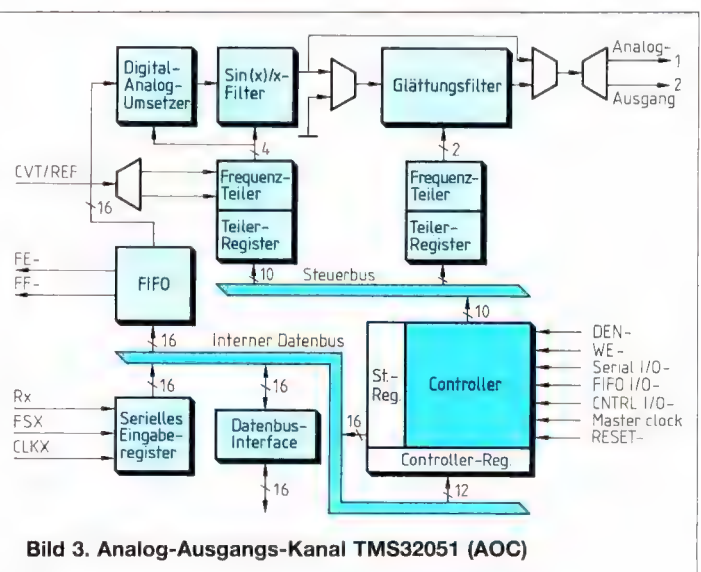 Digital-
Analog-
Umsetzer
Sin(x)/x-
Filter
Glättungsfilter
Analog-
1
2
Ausgang
4
2
CVT/REF
16
Frequenz-
Teiler
Teiler-
Register
Frequenz-
Teiler
Teiler-
Register
FE-
FF-
FIFO
10
Steuerbus
10
16
Interner Datenbus
16
Rx
FSX
CLKX
Serielles
Eingabe-
register
16
Datenbus-
Interface
16
16
St.-
Reg.
Controller
Controller-Reg.
12
DEN-
WE-
Serial I/O-
FIFO I/O-
CNTRL I/O-
Master clock
RESET-
Bild 3. Analog-Ausgangs-Kanal TMS32051 (AOC)